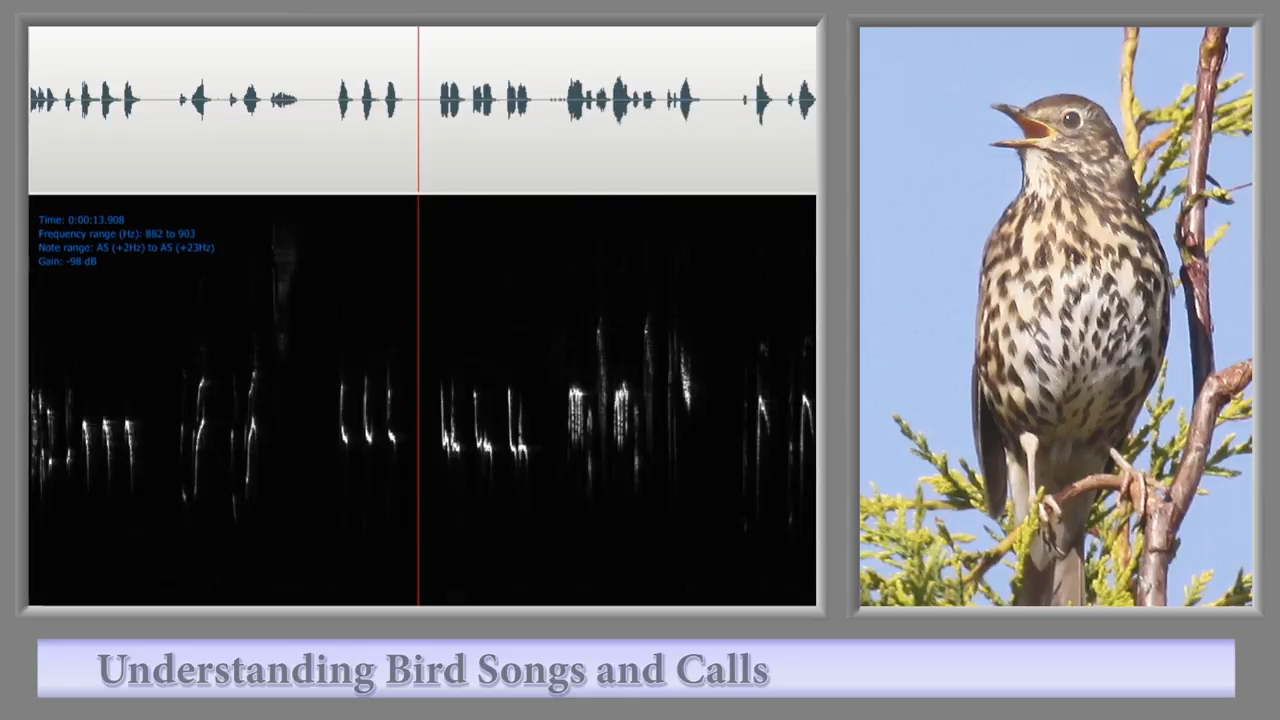 Time: 0:00:13.908
Frequency range (Hz): 882 to 903
Note range: A5 (+2Hz) to A5 (+23Hz)
Gain: -98 dB
Understanding Bird Songs and Calls